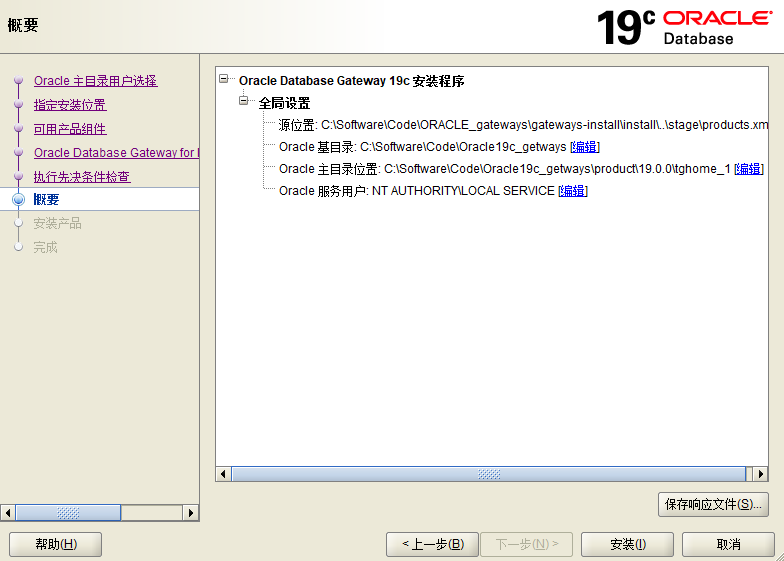 概要
19c ORACLE
Database
Oracle 主目录用户选择
指定安装位置
可用产品组件
Oracle Database Gateway for
执行先决条件检查
概要
安装产品
完成
Oracle Database Gateway 19c 安装程序
全局设置
源位置: C:\Software\Code\ORACLE_gateways\gateways-install\install\..\stage\products.xm
Oracle 基目录: C:\Software\Code\Oracle19c_getways [编辑]
Oracle 主目录位置: C:\Software\Code\Oracle19c_getways\product\19.0.0\tghome_1 [编辑]
Oracle 服务用户: NT AUTHORITY\LOCAL SERVICE [编辑]
保存响应文件(S)...
帮助(H)
< 上一步(B)
下一步(N) >
安装(I)
取消